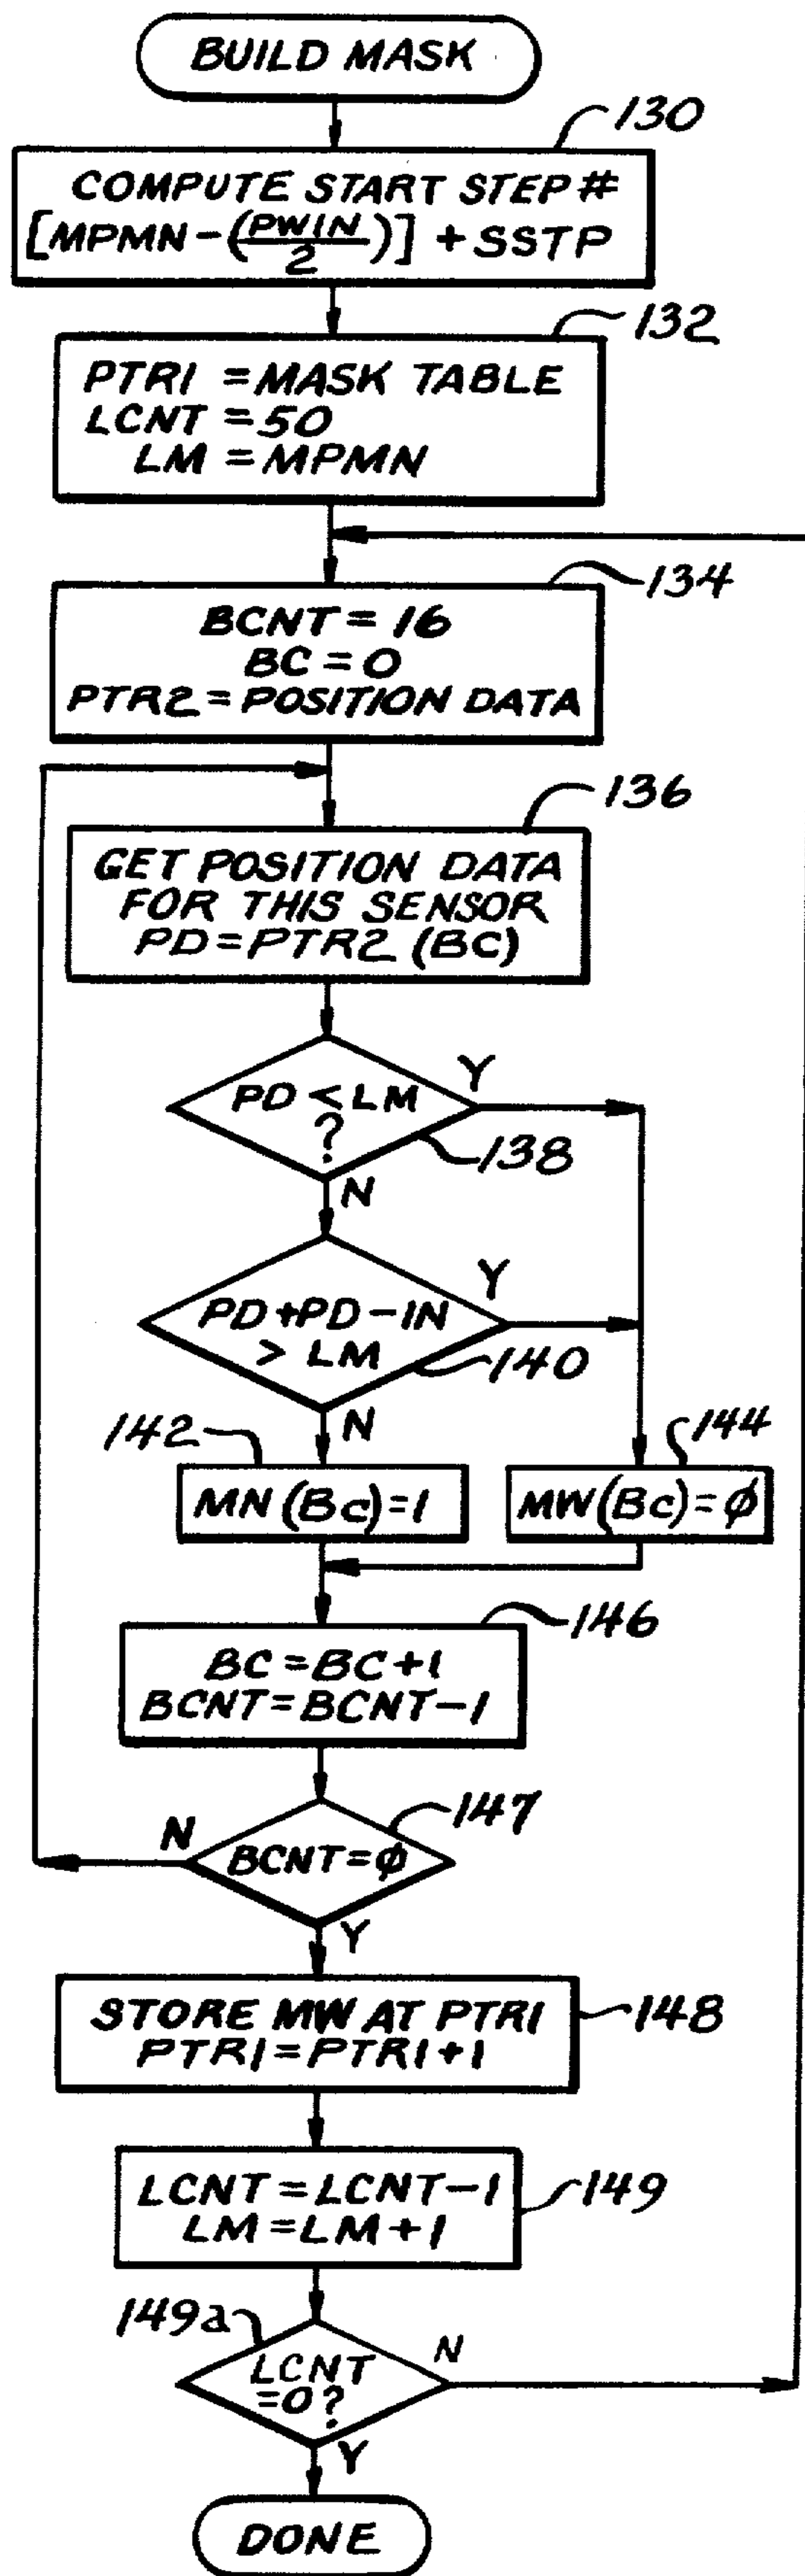 BUILD MASK
130
COMPUTE START STEP #
[MPMN-(PWIN/2)] + SSTP
132
PTR1 = MASK TABLE
LCNT = 50
LM = MPMN
134
BCNT = 16
BC = 0
PTR2 = POSITION DATA
136
GET POSITION DATA
FOR THIS SENSOR
PD = PTR2 (BC)
PD < LM
?
Y
138
N
PD+PD-IN
> LM
Y
140
N
142
MN(BC)=1
144
MW(BC)=φ
146
BC = BC+1
BCNT = BCNT-1
147
N
BCNT=φ
Y
STORE MW AT PTR1
PTR1 = PTR1+1
148
LCNT = LCNT-1
LM = LM+1
149
149a
LCNT
=0?
N
Y
DONE